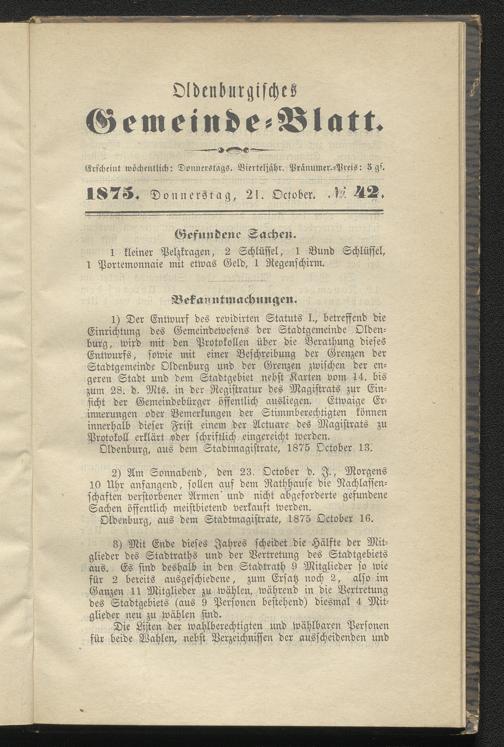 Oldenburgisches
Gemeinde-Blatt.
Erscheint wöchentlich: Donnerstags. Vierteljähr. Pränumer.-Preis: 5 gs.
1875. Donnerstag, 21. October. № 42.
Gefundene Sachen.
1 kleiner Pelzkragen, 2 Schlüssel, 1 Bund Schlüssel,
1 Portemonnaie mit etwas Geld, 1 Regenschirm.
Bekanntmachungen.
1) Der Entwurf des revidirten Statuts I., betreffend die
Einrichtung des Gemeindewesens der Stadtgemeinde Olden-
burg, wird mit den Protokollen über die Berathung dieses
Entwurfs, sowie mit einer Beschreibung der Grenzen der
Stadtgemeinde Oldenburg und der Grenzen zwischen der en-
geren Stadt und dem Stadtgebiet nebst Karten vom 14. bis
zum 28. d. Mts. in der Registratur des Magistrats zur Ein-
sicht der Gemeindebürger öffentlich ausliegen. Etwaige Er-
innerungen oder Bemerkungen der Stimmberechtigten können
innerhalb dieser Frist einem der Actuare des Magistrats zu
Protokoll erklärt oder schriftlich eingereicht werden.
Oldenburg, aus dem Stadtmagistrate, 1875 October 13.
2) Am Sonnabend, den 23. October d. J., Morgens
10 Uhr anfangend, sollen auf dem Rathhause die Nachlassen-
schaften verstorbener Armen und nicht abgeforderte gefundene
Sachen öffentlich meistbietend verkauft werden.
Oldenburg, aus dem Stadtmagistrate, 1875 October 16.
3) Mit Ende dieses Jahres scheidet die Hälfte der Mit-
glieder des Stadtraths und der Vertretung des Stadtgebiets
aus. Es sind deshalb in den Stadtrath 9 Mitglieder so wie
für 2 bereits ausgeschiedene, zum Ersatz noch 2, also im
Ganzen 11 Mitglieder zu wählen, während in die Vertretung
des Stadtgebiets (aus 9 Personen bestehend) diesmal 4 Mit-
glieder neu zu wählen sind.
Die Listen der wahlberechtigten und wählbaren Personen
für beide Wahlen, nebst Verzeichnissen der ausscheidenden und